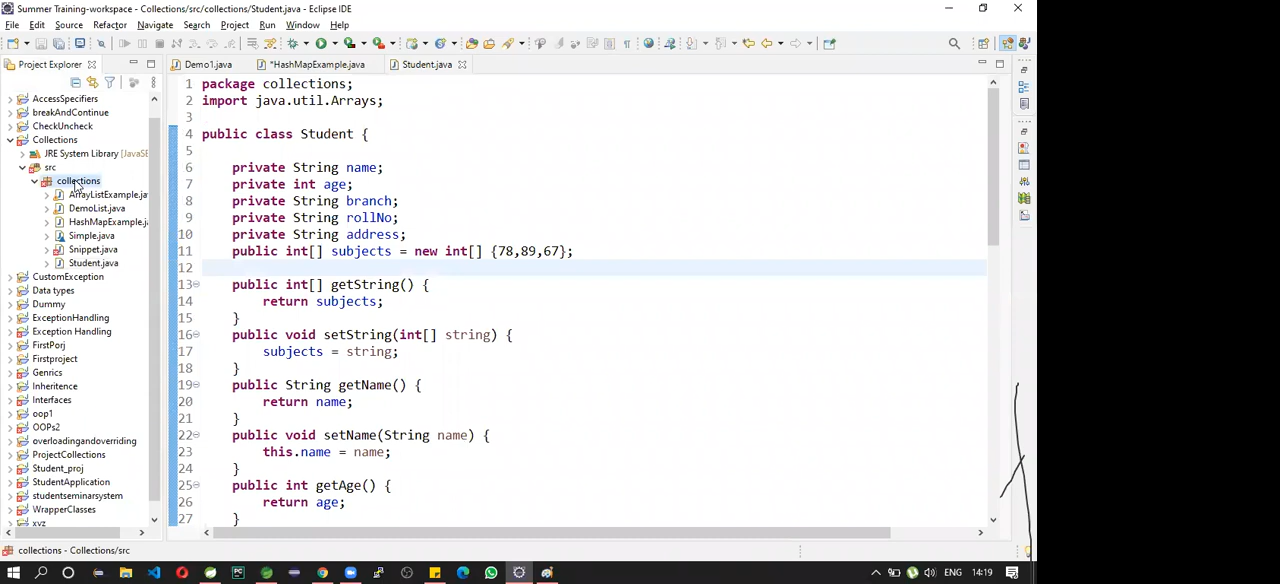 Summer Training-workspace - Collections/src/collections/Student.java - Eclipse IDE
File Edit Source Refactor Navigate Search Project Run Window Help
Project Explorer
Demo1.java *HashMapExample.java Student.java
AccessSpecifiers
breakAndContinue
CheckUncheck
Collections
JRE System Library [JavaSE
src
collections
ArrayListExample.ja
DemoList.java
HashMapExample.j
Simple.java
Snippet.java
Student.java
CustomException
Data types
Dummy
ExceptionHandling
Exception Handling
FirstPorj
Firstproject
Genrics
Inheritence
Interfaces
oop1
OOPs2
overloadingandoverriding
ProjectCollections
Student_proj
StudentApplication
studentseminarsystem
WrapperClasses
xyz
1 package collections;
2 import java.util.Arrays;
3
4 public class Student {
5
6 private String name;
7 private int age;
8 private String branch;
9 private String rollNo;
10 private String address;
11 public int[] subjects = new int[] {78,89,67};
12
13 public int[] getString() {
14 return subjects;
15 }
16 public void setString(int[] string) {
17 subjects = string;
18 }
19 public String getName() {
20 return name;
21 }
22 public void setName(String name) {
23 this.name = name;
24 }
25 public int getAge() {
26 return age;
27 }
collections - Collections/src
ENG 14:19